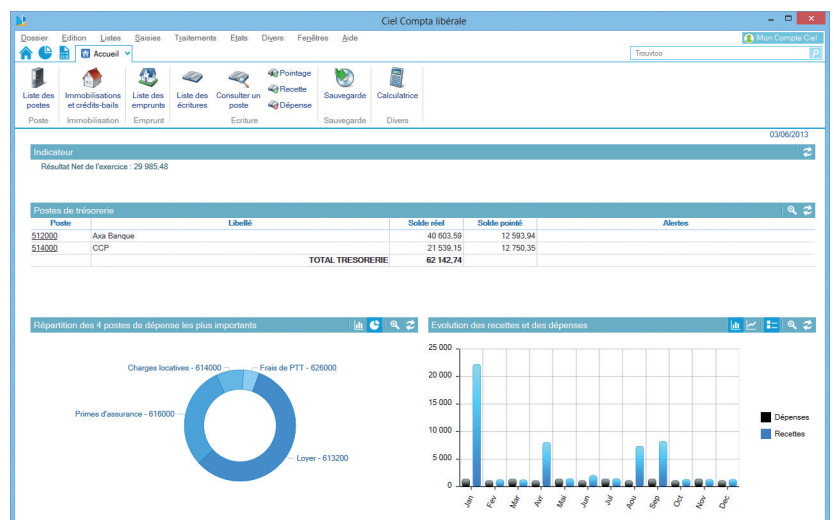 Ciel Compta libérale
Dossier Edition Listes Saisies Traitements Etats Divers Fenêtres Aide
Mon Compte Ciel
Accueil
Trouvtoo
Liste des postes
Immobilisations et crédits-bails
Liste des emprunts
Liste des écritures
Consulter un poste
Pointage
Recette
Dépense
Sauvegarde
Calculatrice
Poste Immobilisation Emprunt Ecriture Sauvegarde Divers
03/06/2013
Indicateur
Résultat Net de l'exercice : 29 985,48
Postes de trésorerie
Poste Libellé Solde réel Solde pointé Alertes
512000 Axa Banque 40 603,59 12 593,94
514000 CCP 21 539,15 12 750,35
TOTAL TRESORERIE 62 142,74
Répartition des 4 postes de dépense les plus importants
Charges locatives - 614000
Frais de PTT - 626000
Primes d'assurance - 616000
Loyer - 613200
Evolution des recettes et des dépenses
25 000
20 000
15 000
10 000
5 000
0
Jan Fev Mar Avr Mai Jun Jul Aou Sep Oct Nov Dec
Dépenses
Recettes